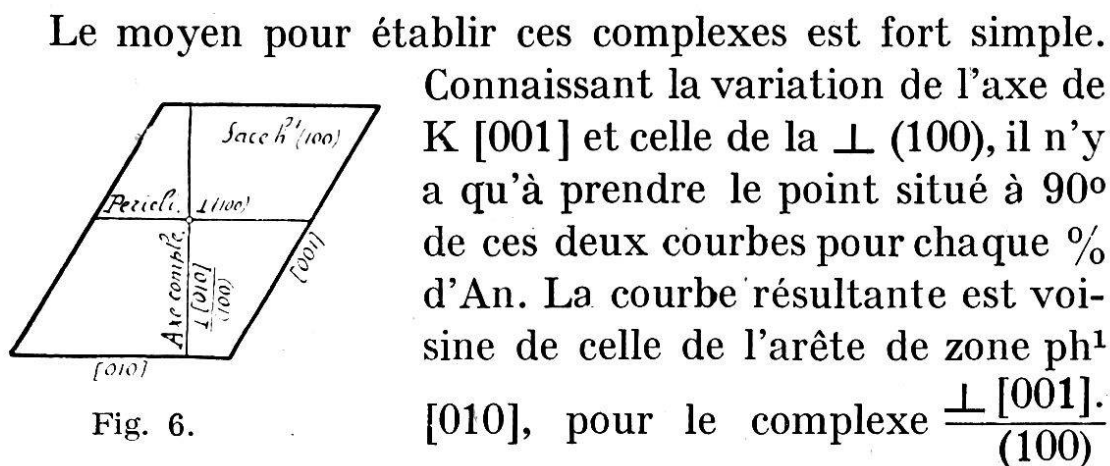 Le moyen pour établir ces complexes est fort simple.
Connaissant la variation de l'axe de
K [001] et celle de la ⊥ (100), il n'y
a qu'à prendre le point situé à 90º
de ces deux courbes pour chaque %
d'An. La courbe résultante est voi-
sine de celle de l'arête de zone ph¹
[010], pour le complexe ⊥ [001].
(100)
face h¹ (100)
Pericli. ⊥(100)
Axe comple.
⊥ [010]
(100)
[001]
[010]
Fig. 6.